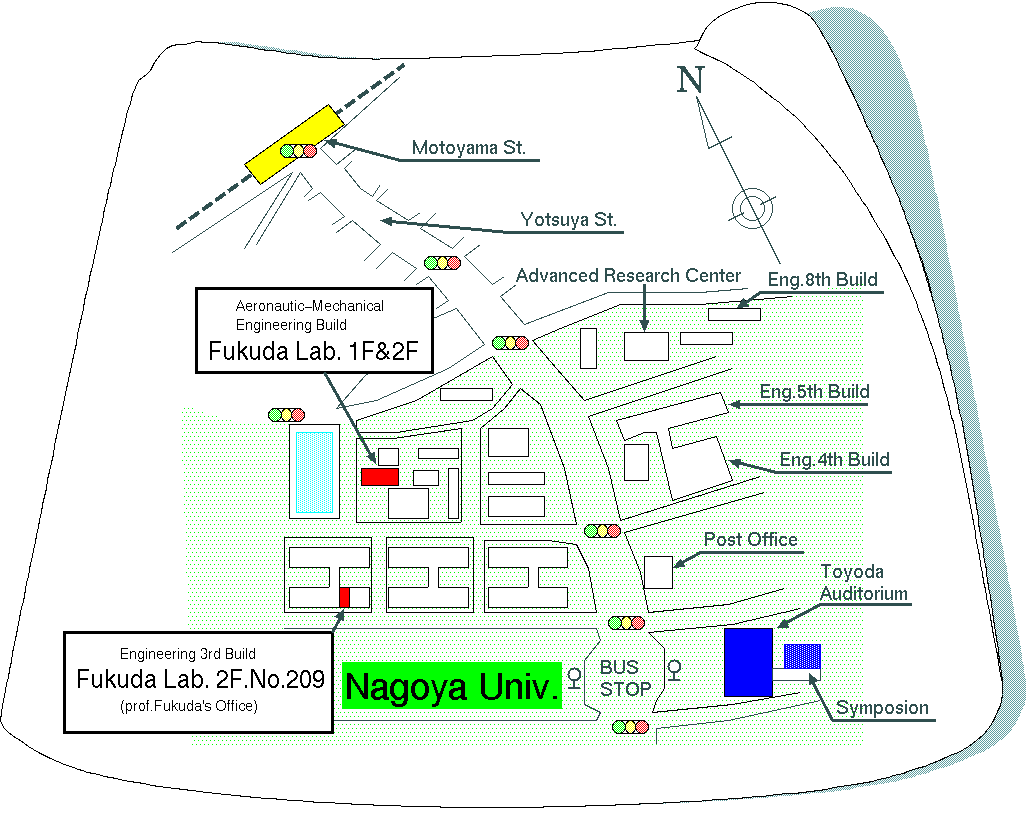 N
Motoyama St.
Yotsuya St.
Advanced Research Center
Eng.8th Build
Aeronautic–Mechanical
Engineering Build
Fukuda Lab. 1F&2F
Eng.5th Build
Eng.4th Build
Post Office
Toyoda
Auditorium
Engineering 3rd Build
Fukuda Lab. 2F.No.209
(prof.Fukuda's Office)
Nagoya Univ.
BUS
STOP
Symposion